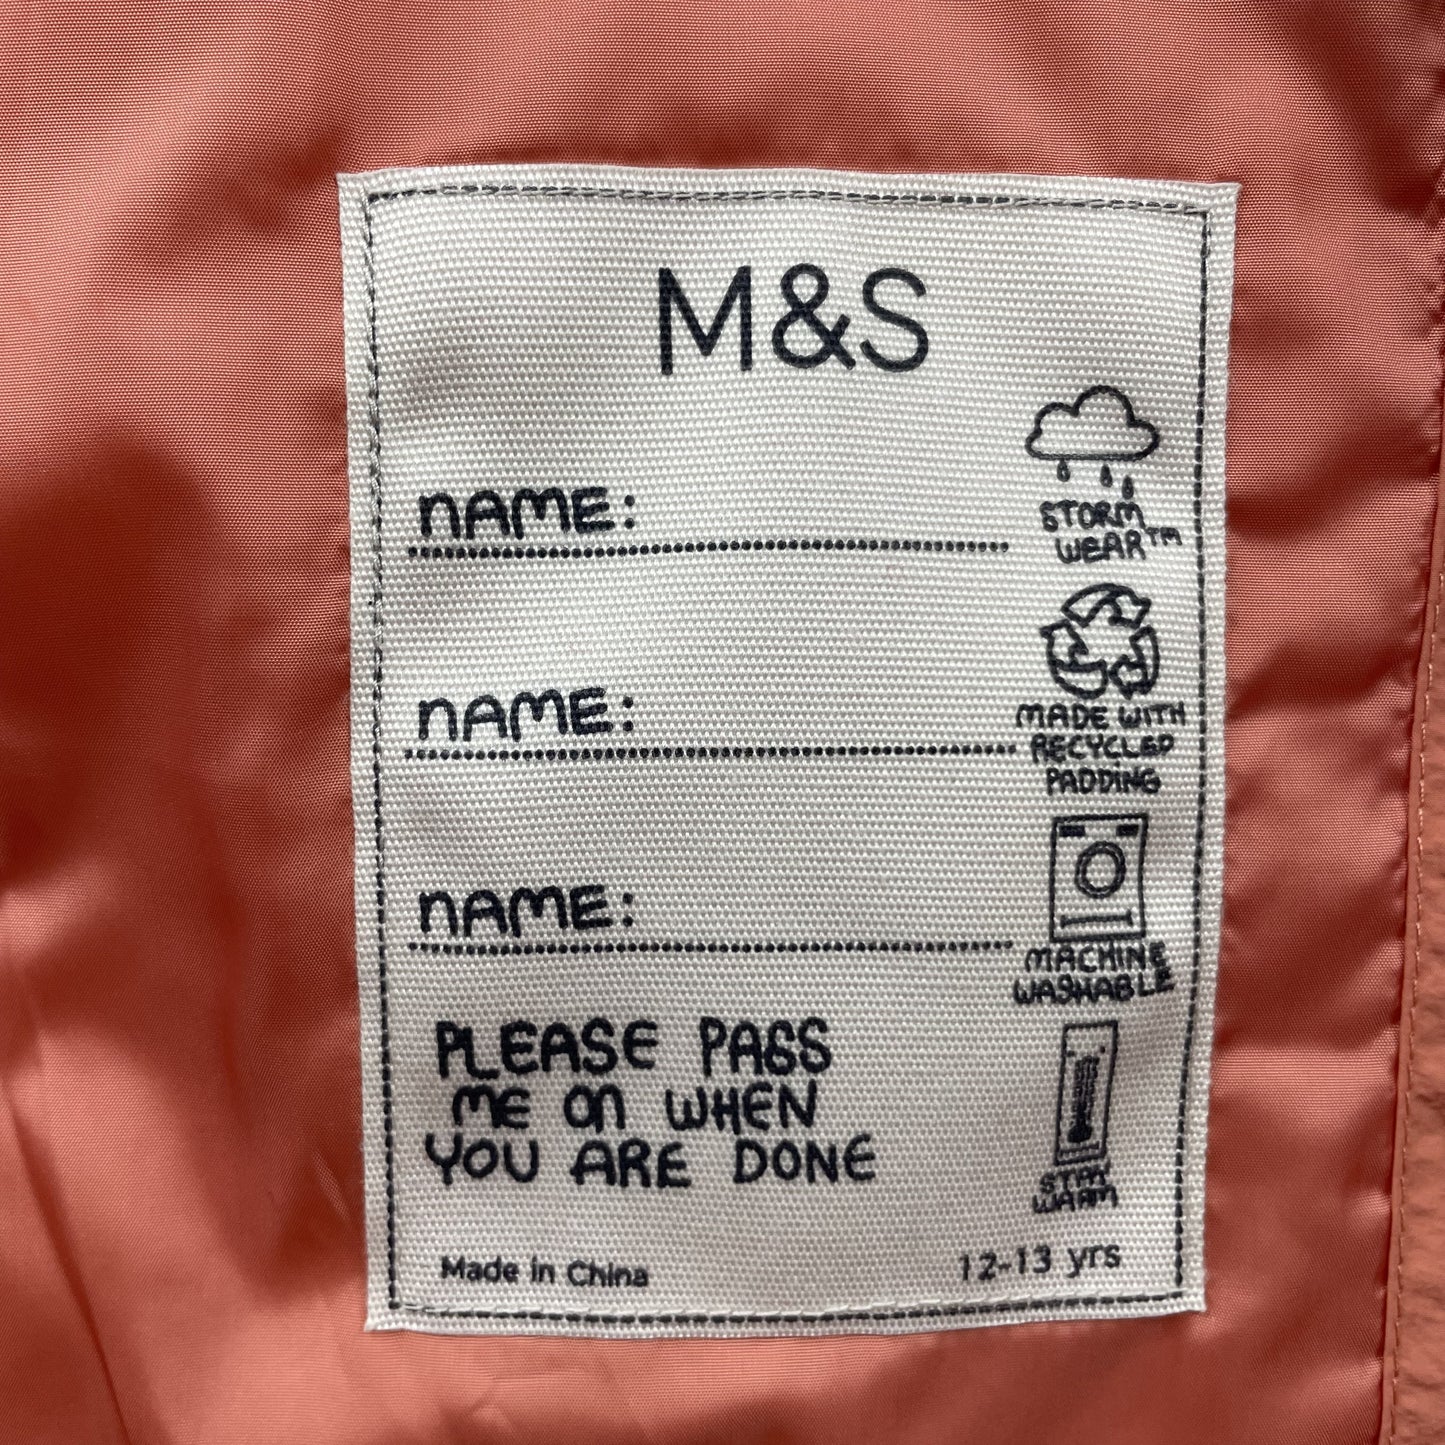 M&S
NAME:
NAME:
NAME:
PLEASE PASS
ME ON WHEN
YOU ARE DONE
Made in China
STORM
WEAR™
MADE WITH
RECYCLED
PADDING
MACHINE
WASHABLE
WARM
12-13 yrs